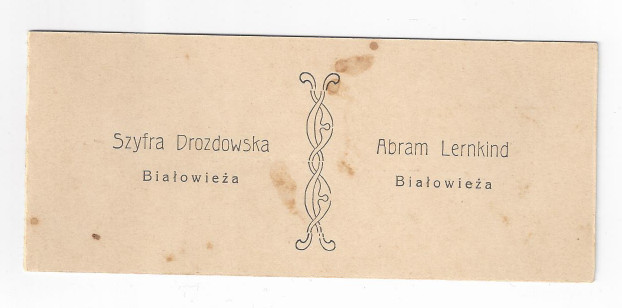 Szyfra Drozdowska
Białowieża
Abram Lernkind
Białowieża